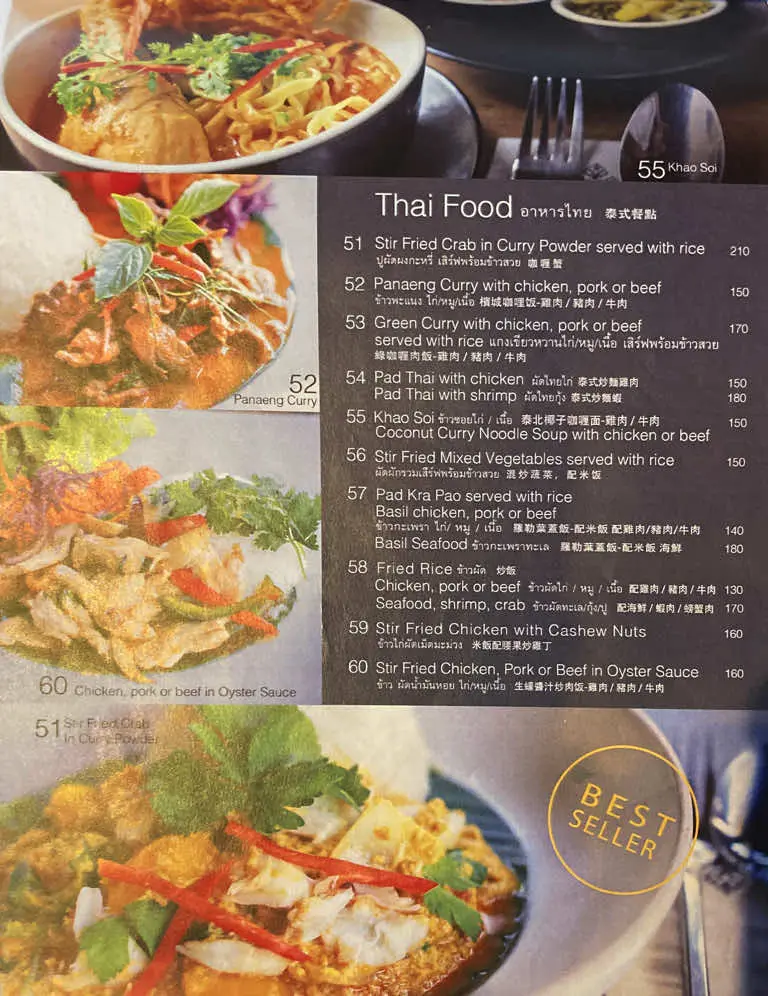 55 Khao Soi
Thai Food อาหารไทย 泰式餐點
51 Stir Fried Crab in Curry Powder served with rice 210
ปูผัดผงกะหรี่ เสิร์ฟพร้อมข้าวสวย 咖喱蟹
52 Panaeng Curry with chicken, pork or beef
ข้าวพะแนง ไก่/หมู/เนื้อ 檳城咖哩饭-雞肉 / 豬肉 / 牛肉 150
53 Green Curry with chicken, pork or beef 170
served with rice แกงเขียวหวานไก่/หมู/เนื้อ เสิร์ฟพร้อมข้าวสวย
綠咖喱肉飯-雞肉 / 豬肉 / 牛肉
54 Pad Thai with chicken ผัดไทยไก่ 泰式炒麵雞肉 150
Pad Thai with shrimp ผัดไทยกุ้ง 泰式炒麵蝦 180
55 Khao Soi ข้าวซอยไก่ / เนื้อ 泰北椰子咖喱面-雞肉 / 牛肉 150
Coconut Curry Noodle Soup with chicken or beef
56 Stir Fried Mixed Vegetables served with rice 150
ผัดผักรวมเสิร์ฟพร้อมข้าวสวย 混炒蔬菜，配米饭
57 Pad Kra Pao served with rice
Basil chicken, pork or beef
ข้าวกะเพรา ไก่/ หมู / เนื้อ 羅勒葉蓋飯-配米飯 配雞肉/豬肉/牛肉 140
Basil Seafood ข้าวกะเพราทะเล 羅勒葉蓋飯-配米飯 海鮮 180
58 Fried Rice ข้าวผัด 炒飯
Chicken, pork or beef ข้าวผัดไก่ / หมู / เนื้อ 配雞肉 / 豬肉 / 牛肉 130
Seafood, shrimp, crab ข้าวผัดทะเล/กุ้ง/ปู 配海鮮 / 蝦肉 / 螃蟹肉 170
59 Stir Fried Chicken with Cashew Nuts 160
ข้าวไก่ผัดเม็ดมะม่วง 米飯配腰果炒雞丁
60 Stir Fried Chicken, Pork or Beef in Oyster Sauce 160
ข้าว ผัดน้ำมันหอย ไก่/หมู/เนื้อ 生蠔醬汁炒肉饭-雞肉 / 豬肉 / 牛肉
52
Panaeng Curry
60 Chicken, pork or beef in Oyster Sauce
51 Stir Fried Crab
In Curry Powder
BEST
SELLER